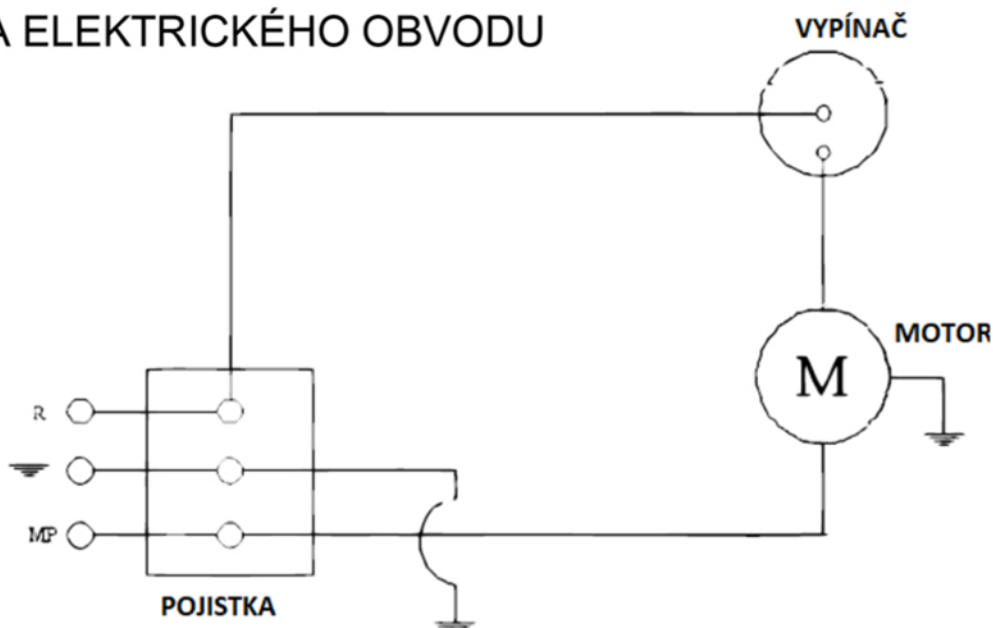 A ELEKTRICKÉHO OBVODU
VYPÍNAČ
MOTOR
M
R
MP
POJISTKA